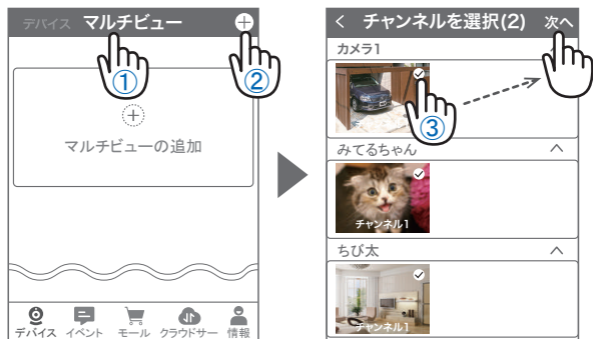 デバイス マルチビュー
①
②
マルチビューの追加
デバイス イベント モール クラウドサー 情報
チャンネルを選択(2) 次へ
カメラ1
③
みてるちゃん
チャンネル1
ちび太
チャンネル1